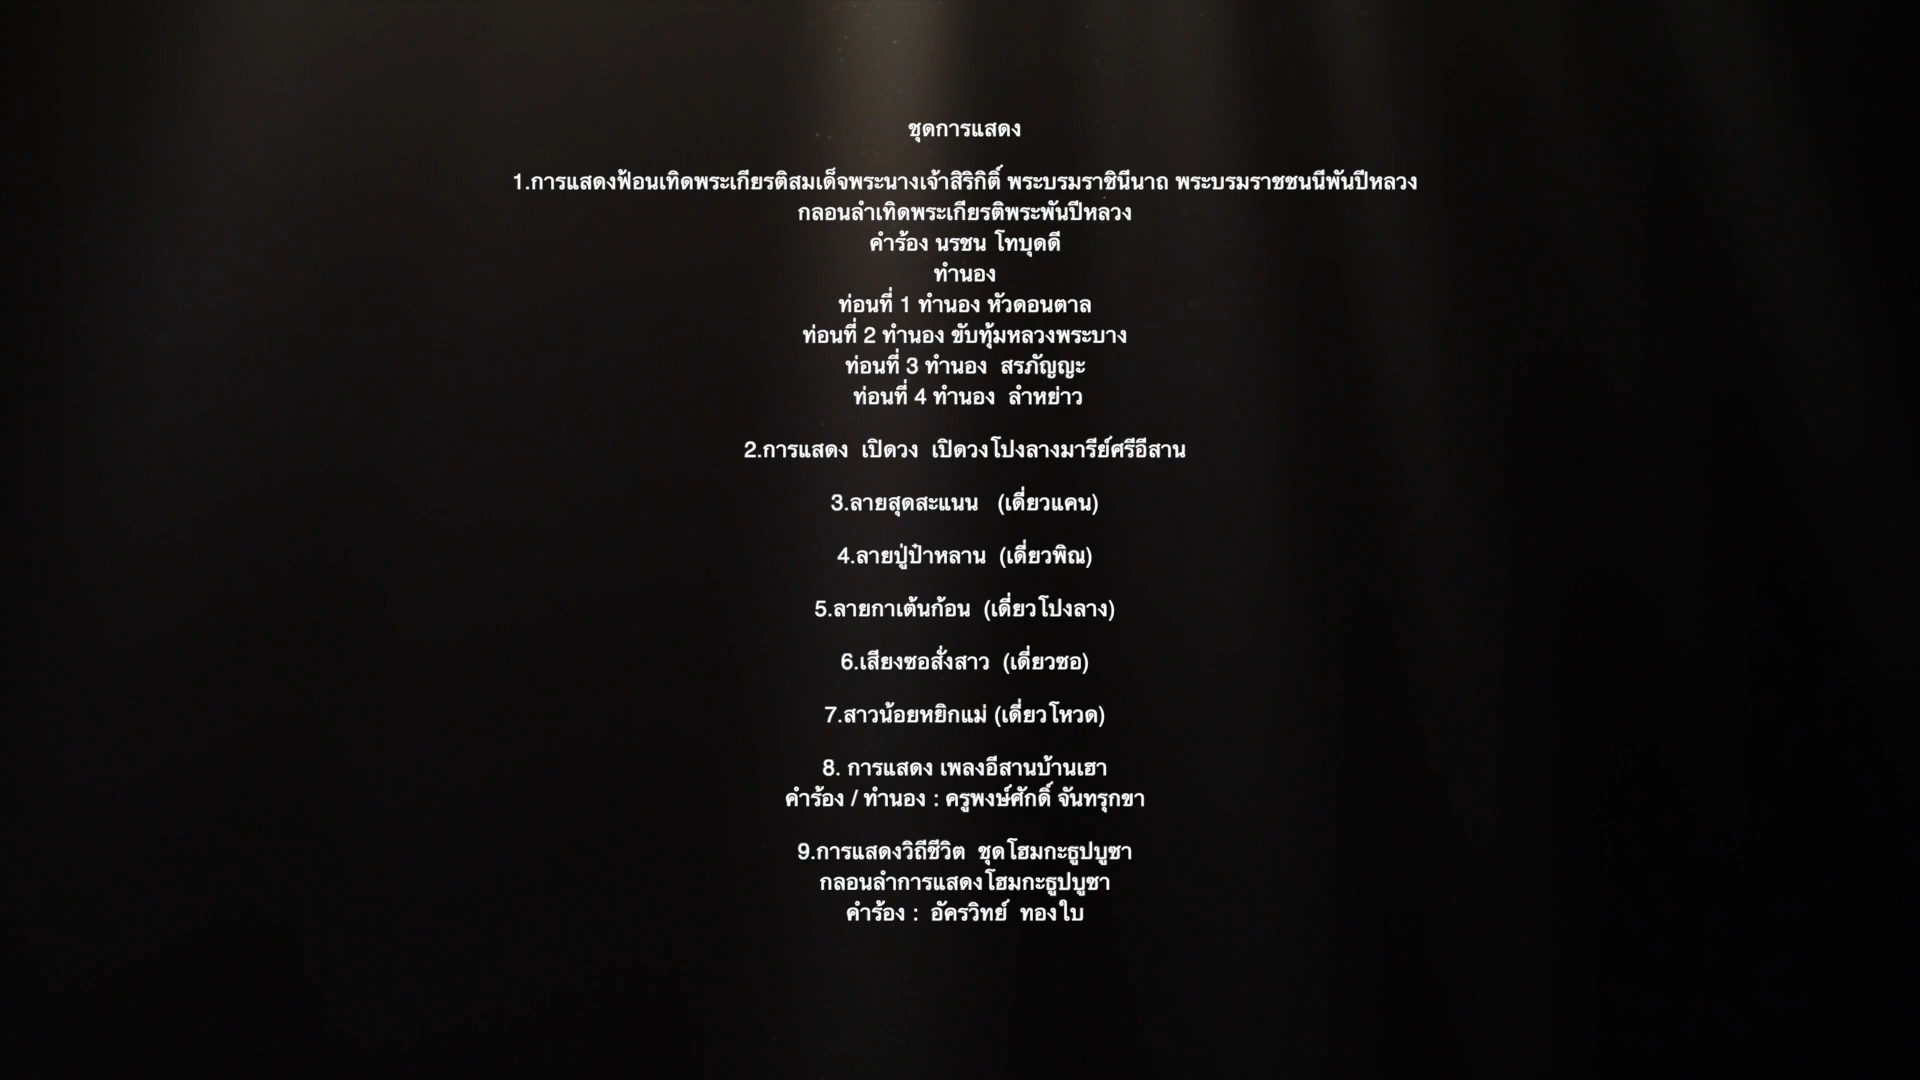 ชุดการแสดง
1.การแสดงฟ้อนเทิดพระเกียรติสมเด็จพระนางเจ้าสิริกิติ์ พระบรมราชินีนาถ พระบรมราชชนนีพันปีหลวง
กลอนลำเทิดพระเกียรติพระพันปีหลวง
คำร้อง นรชน โทบุดดี
ทำนอง
ท่อนที่ 1 ทำนอง หัวดอนตาล
ท่อนที่ 2 ทำนอง ขับทุ้มหลวงพระบาง
ท่อนที่ 3 ทำนอง สรภัญญะ
ท่อนที่ 4 ทำนอง ลำหย่าว
2.การแสดง เปิดวง เปิดวงโปงลางมารีย์ศรีอีสาน
3.ลายสุดสะแนน (เดี่ยวแคน)
4.ลายปู่ป๋าหลาน (เดี่ยวพิณ)
5.ลายกาเต้นก้อน (เดี่ยวโปงลาง)
6.เสียงซอสั่งสาว (เดี่ยวซอ)
7.สาวน้อยหยิกแม่ (เดี่ยวโหวด)
8. การแสดง เพลงอีสานบ้านเฮา
คำร้อง / ทำนอง : ครูพงษ์ศักดิ์ จันทรุกขา
9.การแสดงวิถีชีวิต ชุดโฮมกะธูปบูซา
กลอนลำการแสดงโฮมกะธูปบูซา
คำร้อง : อัครวิทย์ ทองใบ